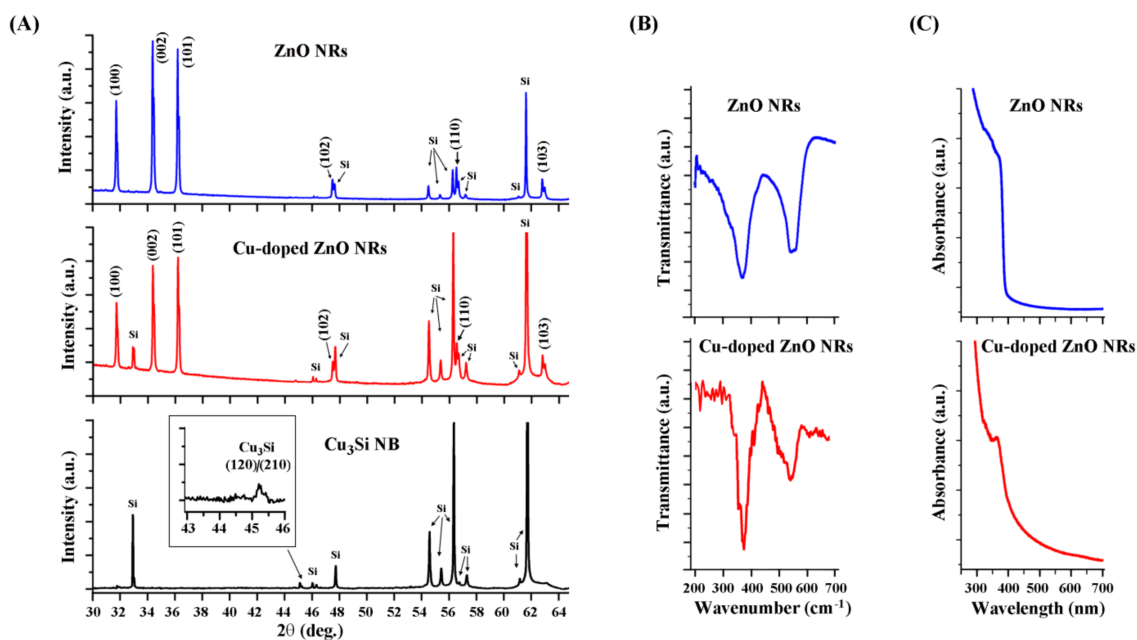 (A)
(B)
(C)
ZnO NRs
(100)
(002)
(101)
(102)
Si
Si
(110)
Si
Si
Si
(103)
Intensity (a.u.)
Cu-doped ZnO NRs
(100)
Si
(002)
(101)
Si
(102)
Si
Si
(110)
Si
Si
Si
(103)
Intensity (a.u.)
Cu3Si NB
Cu3Si
(120)/(210)
43 44 45 46
Si
Si
Si
Si
Si
Si
Intensity (a.u.)
30 32 34 36 38 40 42 44 46 48 50 52 54 56 58 60 62 64
2θ (deg.)
ZnO NRs
Transmittance (a.u.)
Cu-doped ZnO NRs
Transmittance (a.u.)
200 300 400 500 600 700
Wavenumber (cm-1)
ZnO NRs
Absorbance (a.u.)
Cu-doped ZnO NRs
Absorbance (a.u.)
300 400 500 600 700
Wavelength (nm)